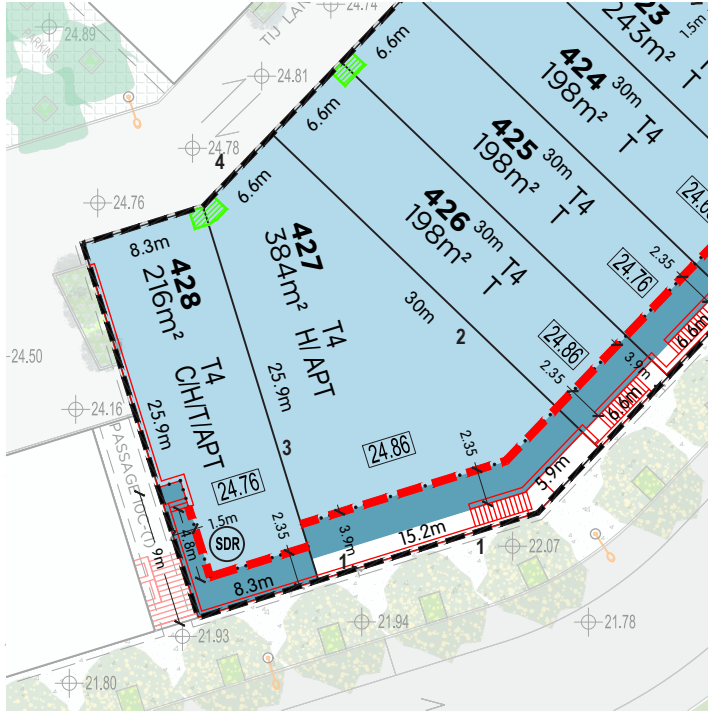 24.74
24.89
PARKING
TIJ LAN
6.6m
23
243m²
T
1.5m
424
198m²
30m
T4
T
24.81
6.6m
425
198m²
30m
T4
T
24.78
4
6.6m
426
198m²
30m
T4
T
24.76
8.3m
427
384m²
T4
H/APT
428
216m²
T4
C/H/T/APT
24.76
2.35
30m
2
24.86
2.35
3.9m
6.6m
6.6m
24.50
24.16
25.9m
25.9m
3
24.86
2.35
5.9m
24.76
1.5m
SDR
2.35
3.9m
15.2m
1
1
PASSAGE
4.8m
9m
8.3m
22.07
21.93
21.94
21.78
21.80